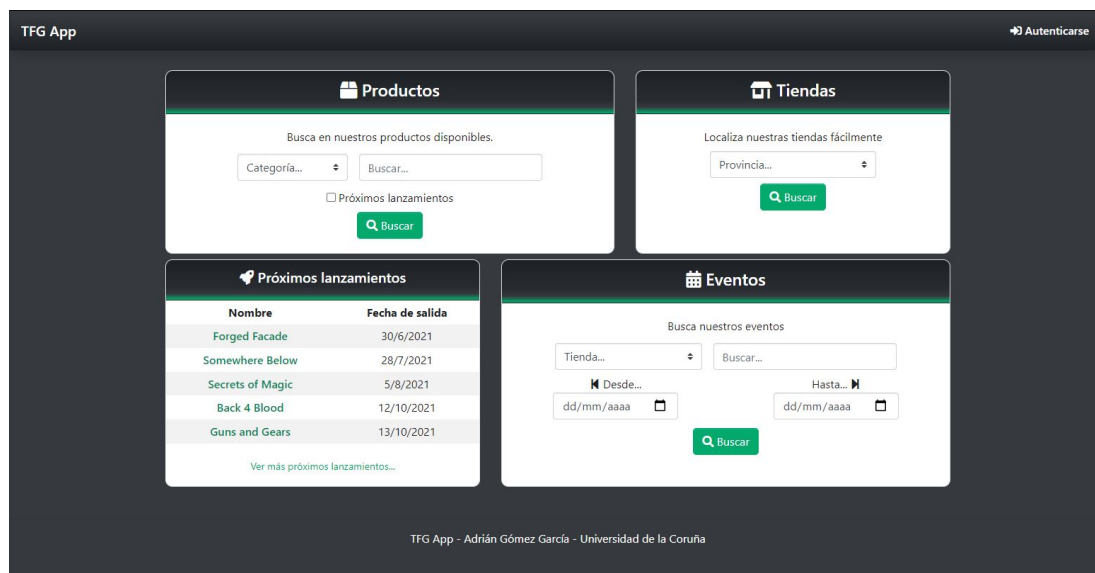 TFG App
Autenticarse
Productos
Busca en nuestros productos disponibles.
Categoría... Buscar...
Próximos lanzamientos
Buscar
Tiendas
Localiza nuestras tiendas fácilmente
Provincia...
Buscar
Próximos lanzamientos
Nombre Fecha de salida
Forged Facade 30/6/2021
Somewhere Below 28/7/2021
Secrets of Magic 5/8/2021
Back 4 Blood 12/10/2021
Guns and Gears 13/10/2021
Ver más próximos lanzamientos...
Eventos
Busca nuestros eventos
Tienda... Buscar...
Desde... Hasta...
dd/mm/aaaa dd/mm/aaaa
Buscar
TFG App - Adrián Gómez García - Universidad de la Coruña